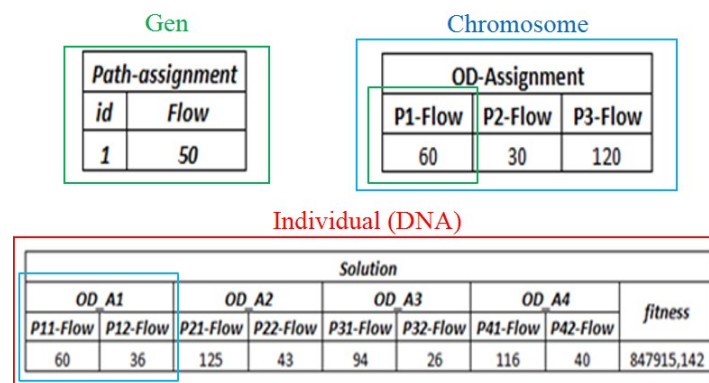 Gen
Chromosome
Path-assignment
id Flow
1 50
OD-Assignment
P1-Flow P2-Flow P3-Flow
60 30 120
Individual (DNA)
Solution
OD_A1 OD_A2 OD_A3 OD_A4 fitness
P11-Flow P12-Flow P21-Flow P22-Flow P31-Flow P32-Flow P41-Flow P42-Flow
60 36 125 43 94 26 116 40 847915,142